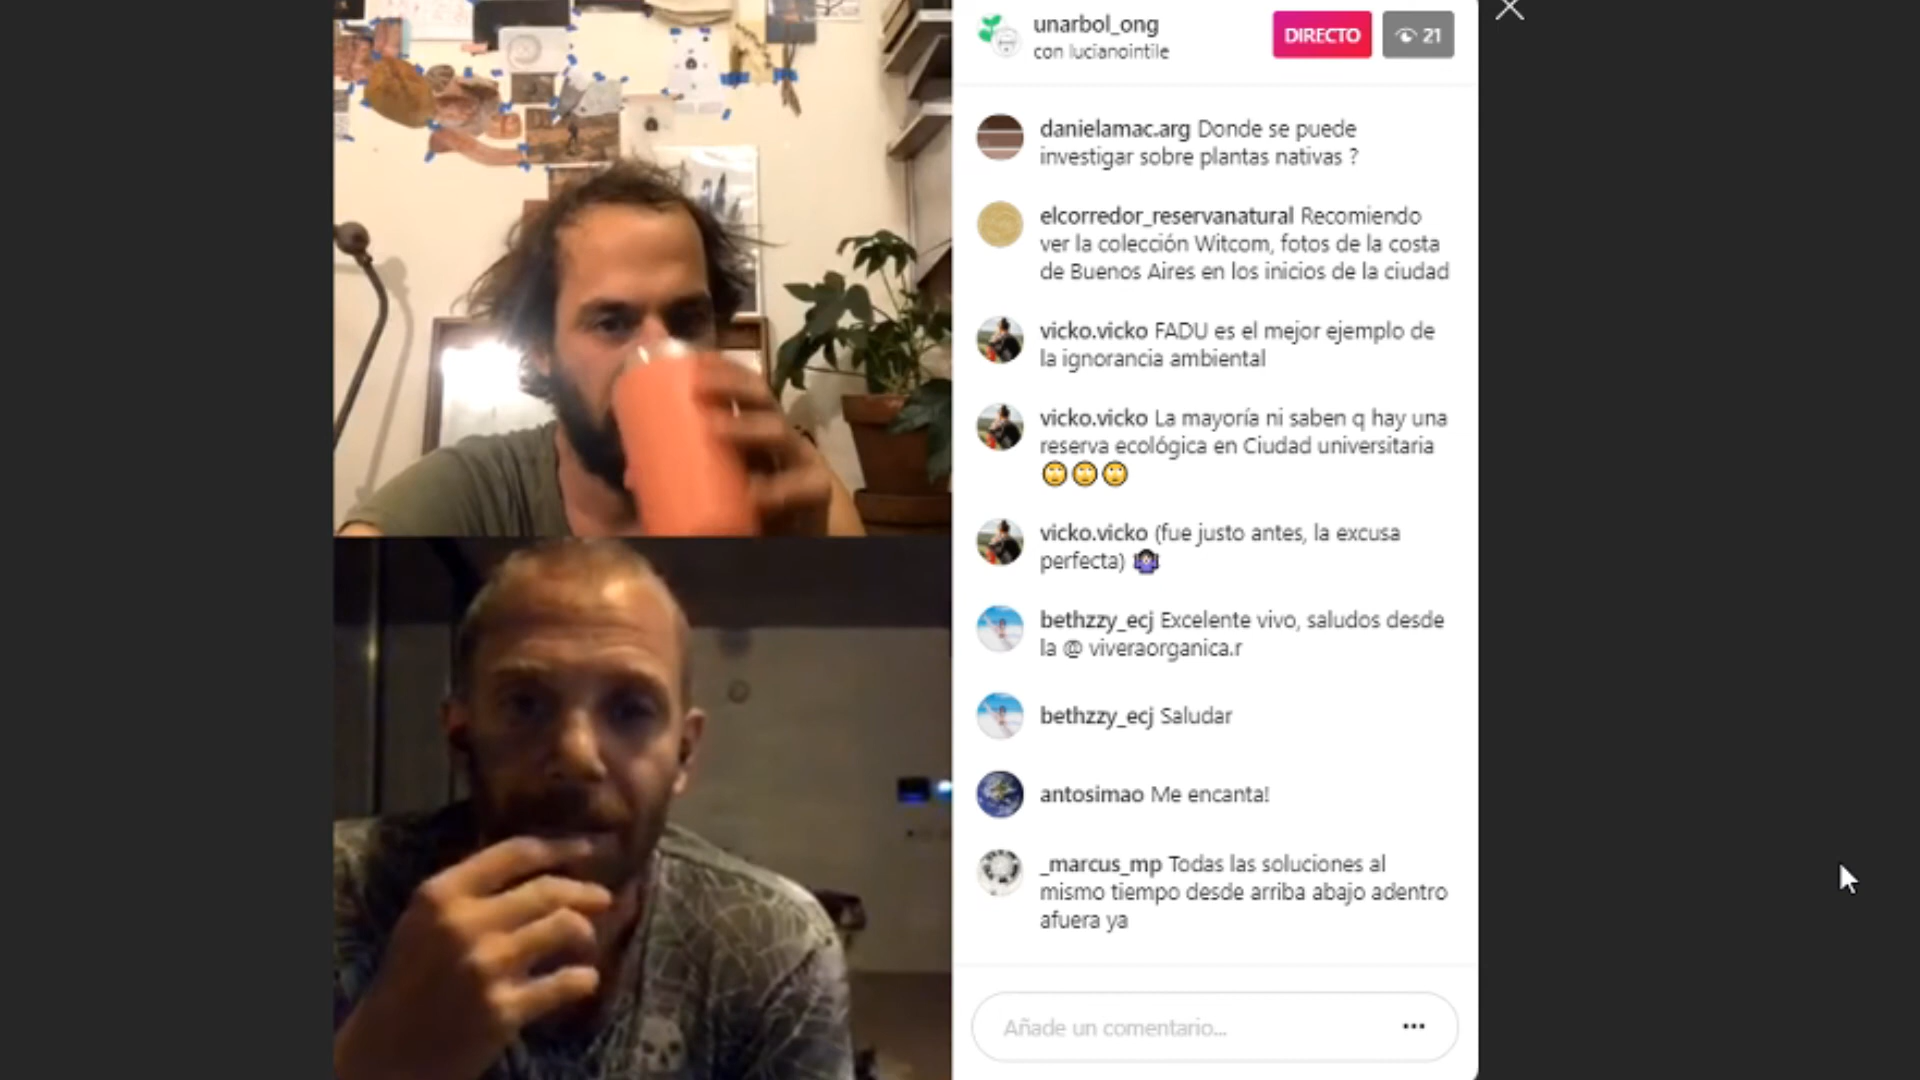 unarbol_ong
con lucianointile
DIRECTO
21
danielamac.arg Donde se puede
investigar sobre plantas nativas ?
elcorredor_reservanatural Recomiendo
ver la colección Witcom, fotos de la costa
de Buenos Aires en los inicios de la ciudad
vicko.vicko FADU es el mejor ejemplo de
la ignorancia ambiental
vicko.vicko La mayoría ni saben q hay una
reserva ecológica en Ciudad universitaria
🙄🙄🙄
vicko.vicko (fue justo antes, la excusa
perfecta) 🤷🏻‍♀️
bethzzy_ecj Excelente vivo, saludos desde
la @ viveraorganica.r
bethzzy_ecj Saludar
antosimao Me encanta!
_marcus_mp Todas las soluciones al
mismo tiempo desde arriba abajo adentro
afuera ya
Añade un comentario...